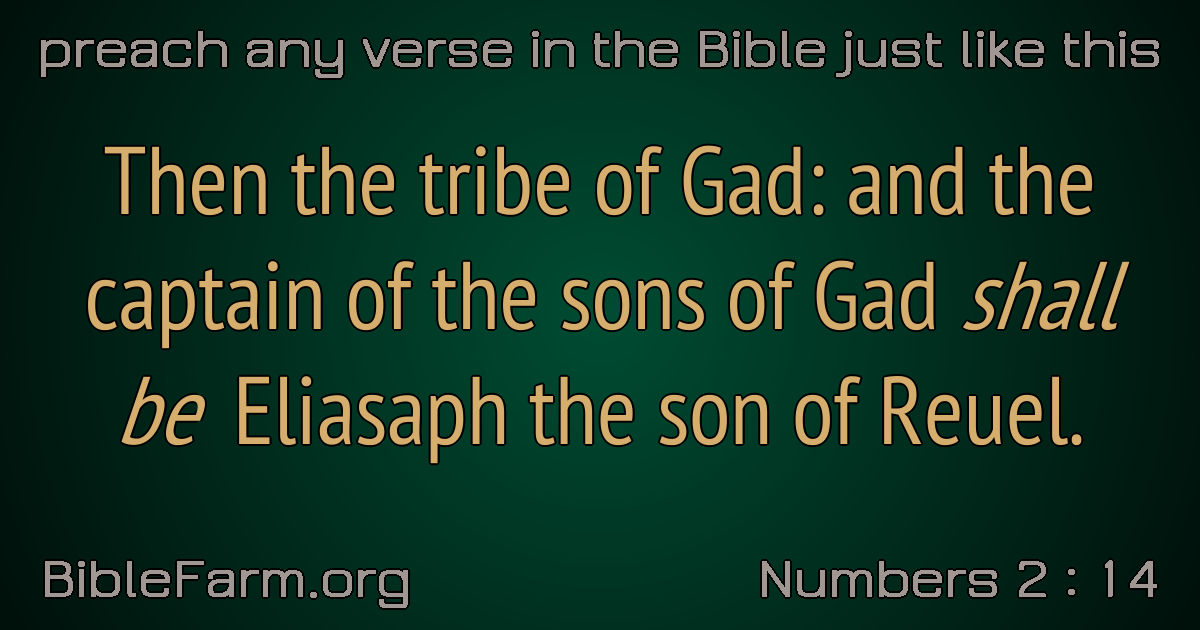 preach any verse in the Bible just like this
Then the tribe of Gad: and the
captain of the sons of Gad shall
be Eliasaph the son of Reuel.
BibleFarm.org
Numbers 2 : 14